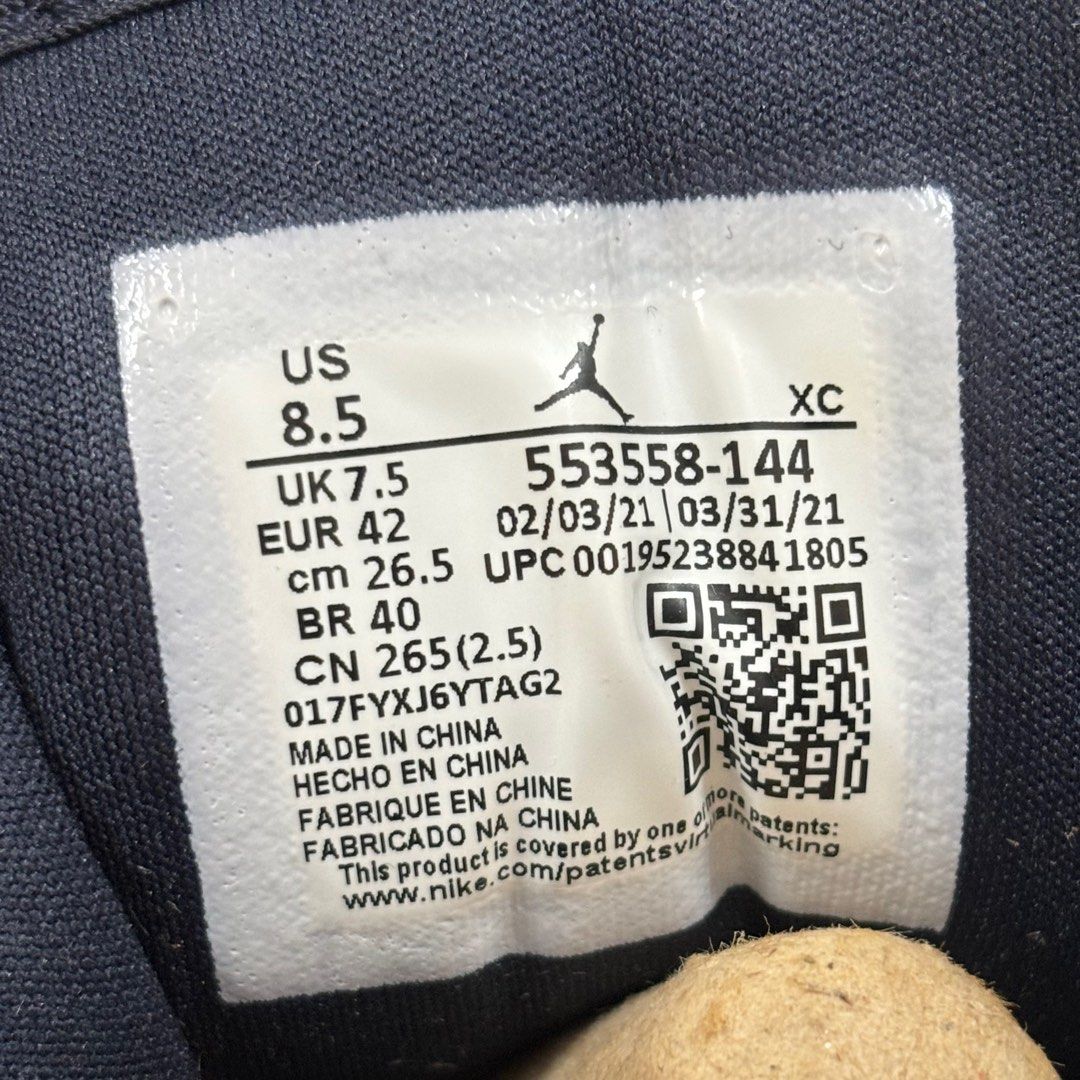 US
8.5
XC
UK 7.5
EUR 42
cm 26.5
BR 40
CN 265(2.5)
017FYXJ6YTAG2
553558-144
02/03/21 03/31/21
UPC 00195238841805
MADE IN CHINA
HECHO EN CHINA
FABRIQUE EN CHINE
FABRICADO NA CHINA
This product is covered by one or more patents:
www.nike.com/patentsvirtualmarking